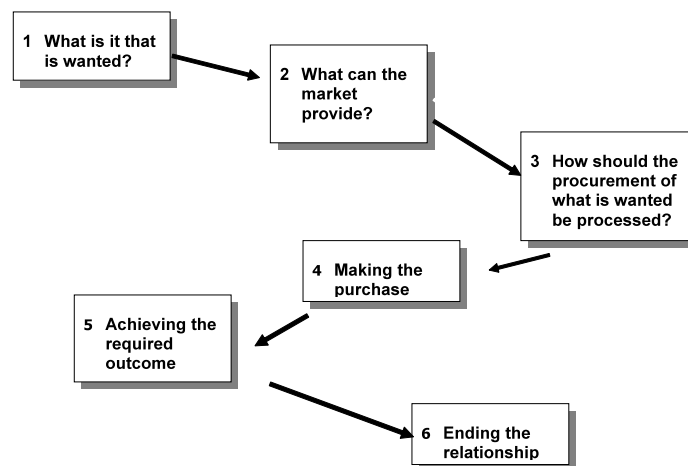 1 What is it that
is wanted?
2 What can the
market
provide?
3 How should the
procurement of
what is wanted
be processed?
4 Making the
purchase
5 Achieving the
required
outcome
6 Ending the
relationship